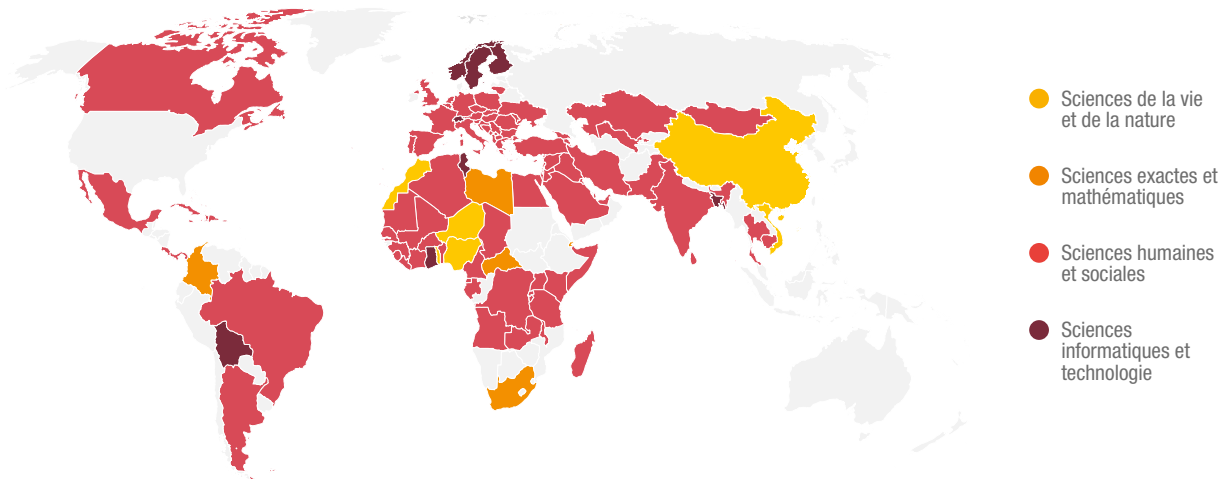 Sciences de la vie
et de la nature
Sciences exactes et
mathématiques
Sciences humaines
et sociales
Sciences
informatiques et
technologie